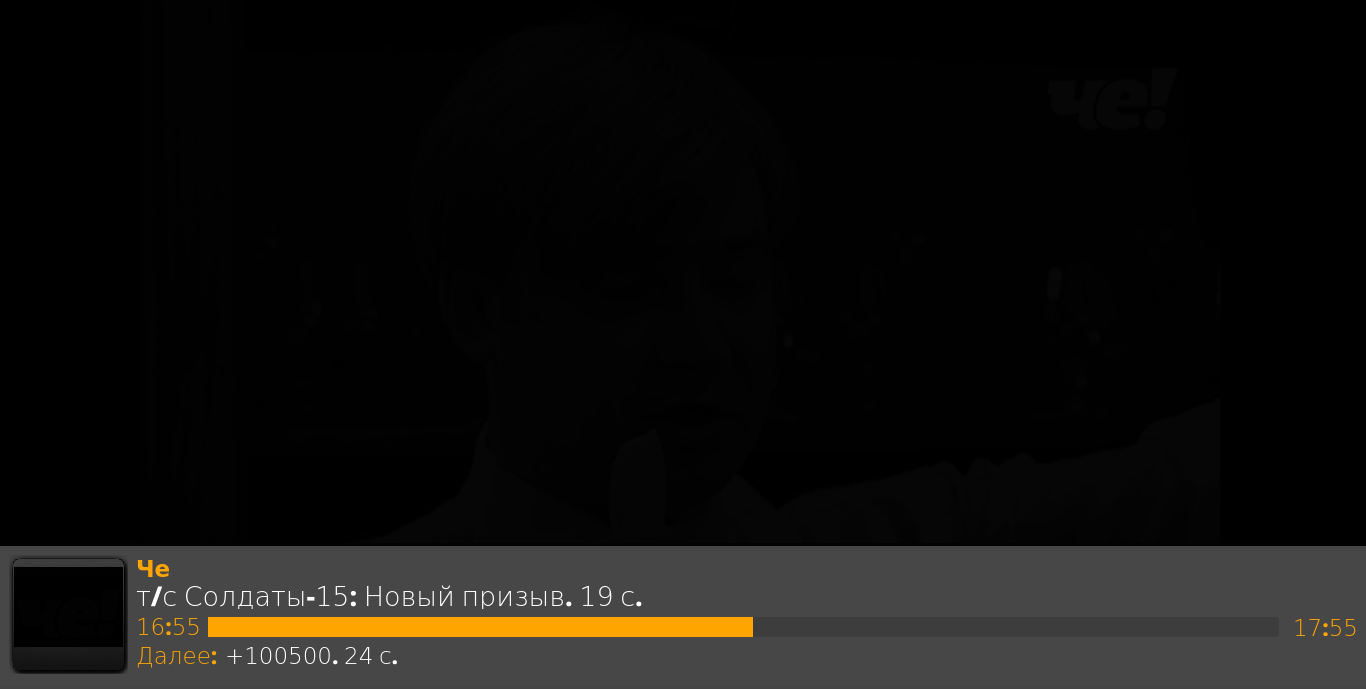 че!
Че
т/с Солдаты-15: Новый призыв. 19 с.
16:55 17:55
Далее: +100500. 24 с.